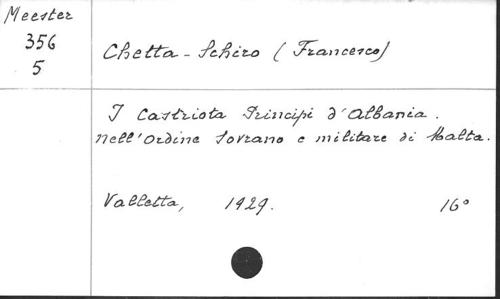 Meester
356
5
Chetta - Schiro (Francesco)
I Castriota Principi d'Albania.
nell'Ordine Sovrano e militare di Malta.
Valletta, 1929. 16°